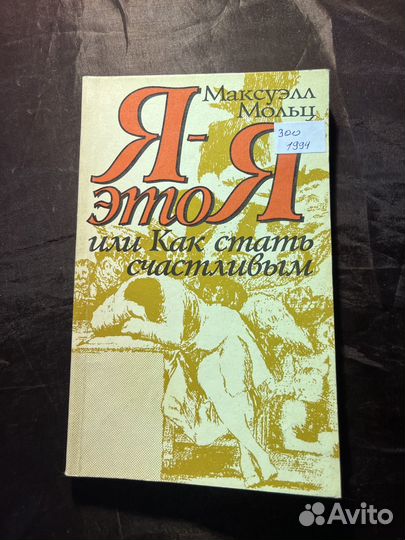 Максуэлл
Мольц
300
1994
Я-
это Я
или Как стать
счастливым
Avito